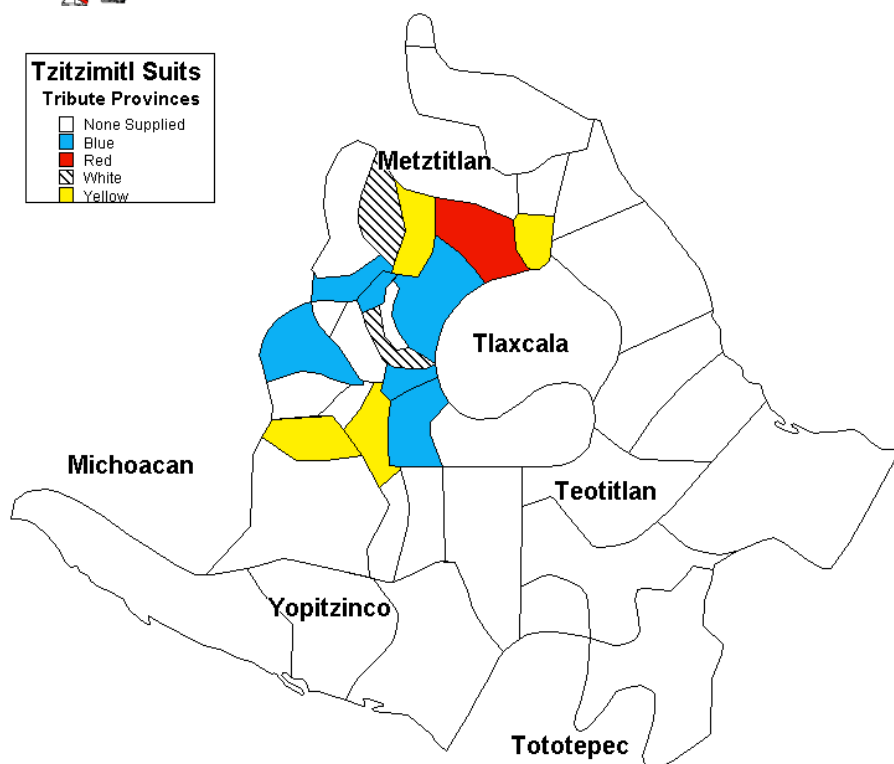 Tzitzimitl Suits
Tribute Provinces
None Supplied
Blue
Red
White
Yellow
Metztitlan
Tlaxcala
Michoacan
Teotitlan
Yopitzinco
Tototepec